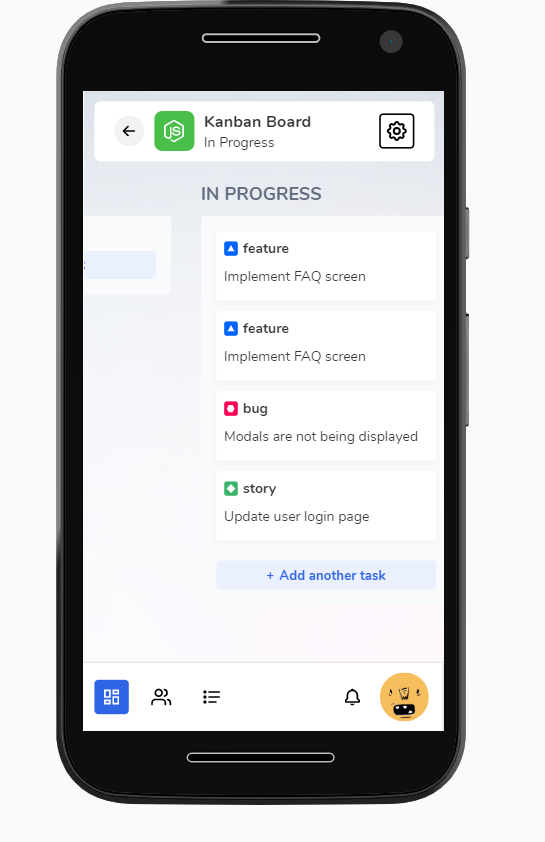 JS
Kanban Board
In Progress
IN PROGRESS
feature
Implement FAQ screen
feature
Implement FAQ screen
bug
Modals are not being displayed
story
Update user login page
+ Add another task